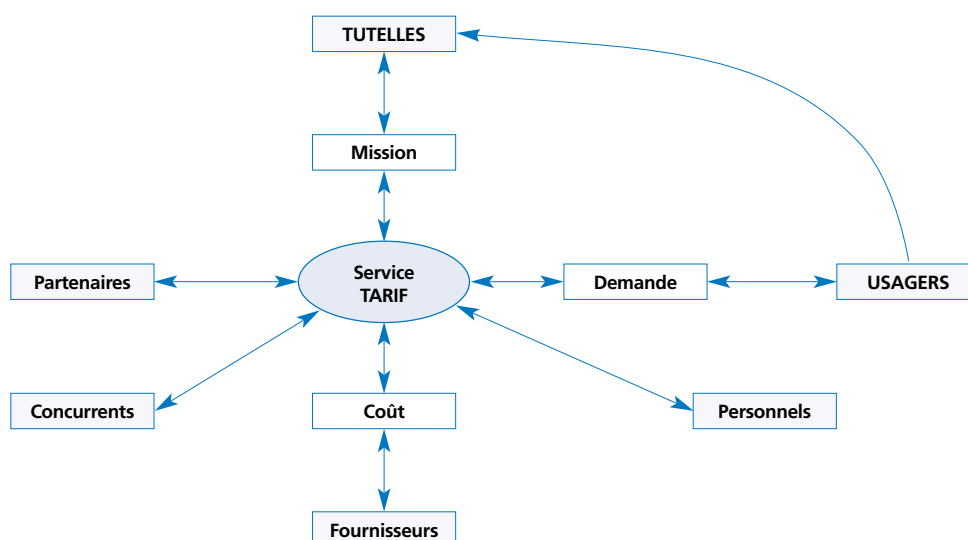 TUTELLES
Mission
Partenaires
Service
TARIF
Demande
USAGERS
Concurrents
Coût
Personnels
Fournisseurs